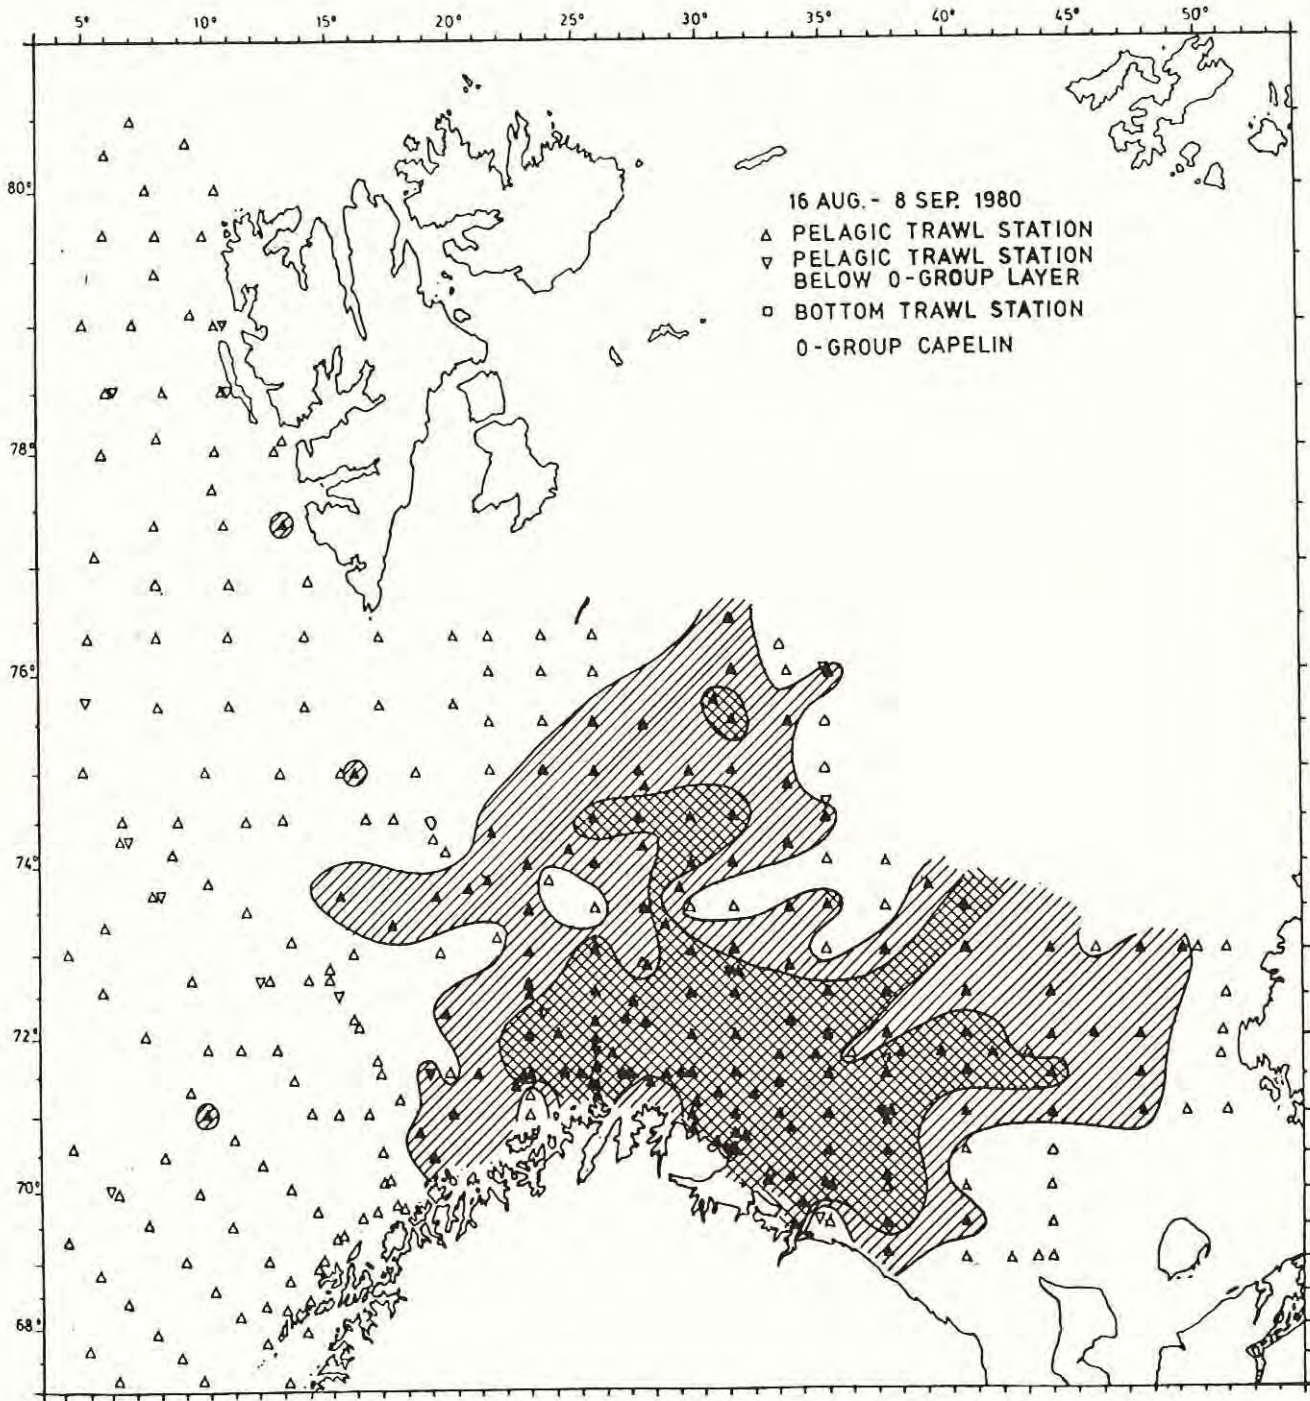 5° 10° 15° 20° 25° 30° 35° 40° 45° 50°
80°
16 AUG. - 8 SEP. 1980
△ PELAGIC TRAWL STATION
▽ PELAGIC TRAWL STATION
BELOW 0-GROUP LAYER
□ BOTTOM TRAWL STATION
0-GROUP CAPELIN
78°
76°
74°
72°
70°
68°